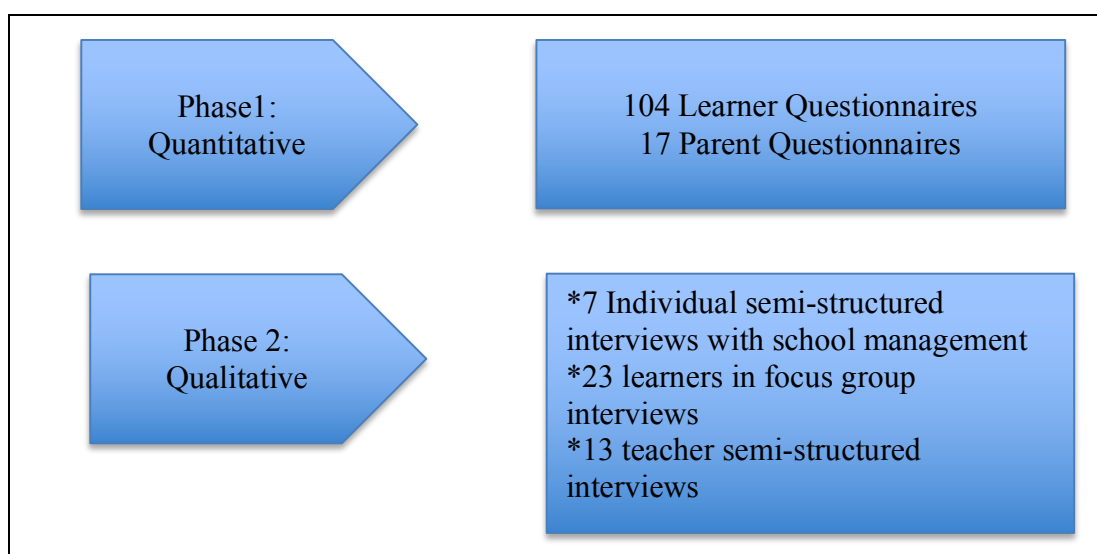 Phase1:
Quantitative
104 Learner Questionnaires
17 Parent Questionnaires
Phase 2:
Qualitative
*7 Individual semi-structured
interviews with school management
*23 learners in focus group
interviews
*13 teacher semi-structured
interviews